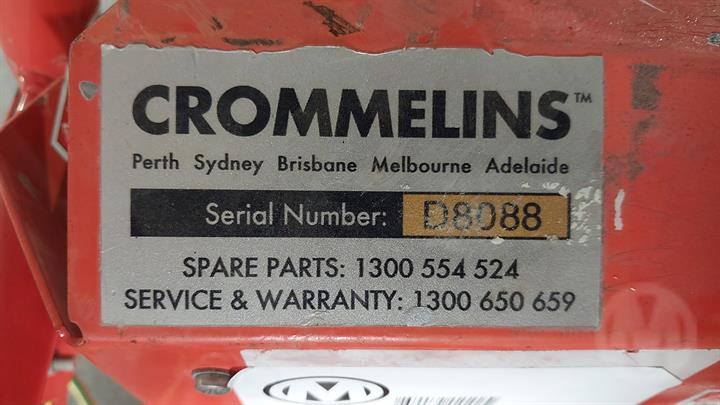 CROMMELINS™
Perth Sydney Brisbane Melbourne Adelaide
Serial Number: D8088
SPARE PARTS: 1300 554 524
SERVICE & WARRANTY: 1300 650 659
M
M